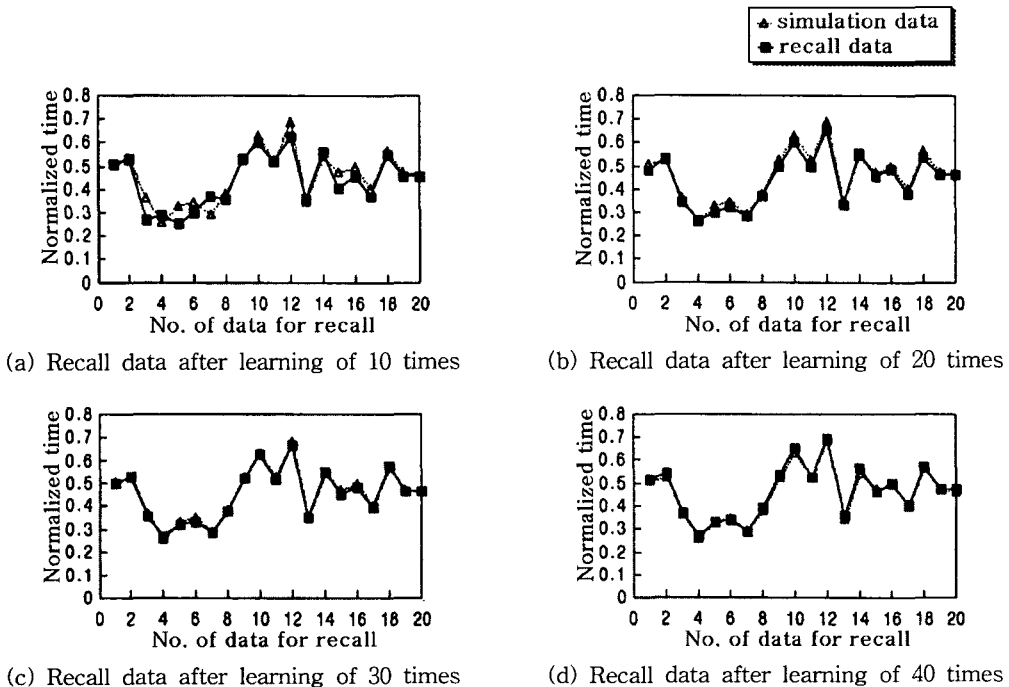 simulation data
recall data
Normalized time
0.8
0.7
0.6
0.5
0.4
0.3
0.2
0.1
0
0 2 4 6 8 10 12 14 16 18 20
No. of data for recall
(a) Recall data after learning of 10 times
Normalized time
0.8
0.7
0.6
0.5
0.4
0.3
0.2
0.1
0
0 2 4 6 8 10 12 14 16 18 20
No. of data for recall
(b) Recall data after learning of 20 times
Normalized time
0.8
0.7
0.6
0.5
0.4
0.3
0.2
0.1
0
0 2 4 6 8 10 12 14 16 18 20
No. of data for recall
(c) Recall data after learning of 30 times
Normalized time
0.8
0.7
0.6
0.5
0.4
0.3
0.2
0.1
0
0 2 4 6 8 10 12 14 16 18 20
No. of data for recall
(d) Recall data after learning of 40 times